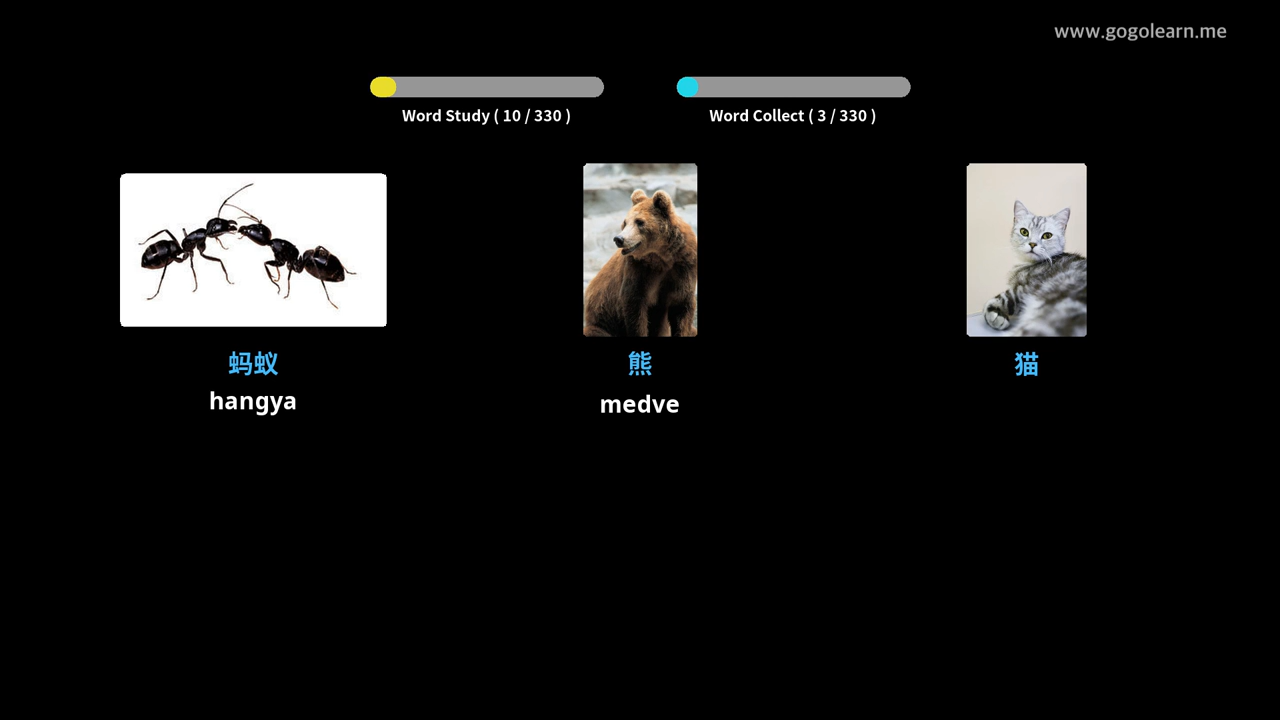 www.gogolearn.me
Word Study ( 10 / 330 )
Word Collect ( 3 / 330 )
蚂蚁
熊
猫
hangya
medve